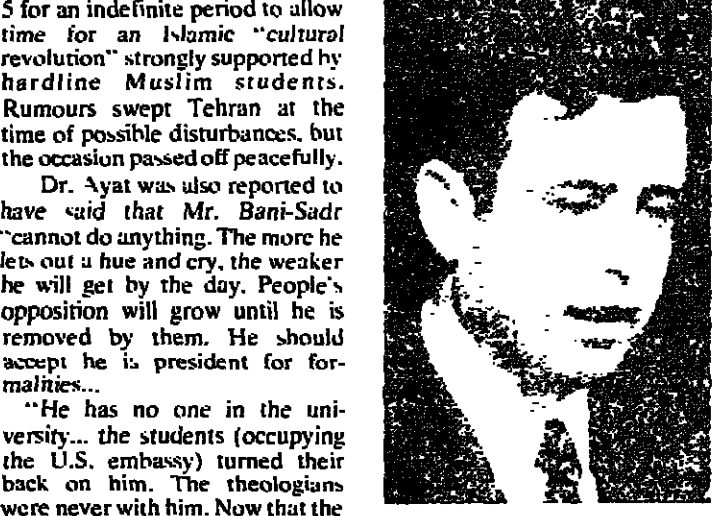 5 for an indefinite period to allow
time for an Islamic "cultural
revolution" strongly supported by
hardline Muslim students.
Rumours swept Tehran at the
time of possible disturbances, but
the occasion passed off peacefully.
Dr. Ayat was also reported to
have said that Mr. Bani-Sadr
"cannot do anything. The more he
lets out a hue and cry, the weaker
he will get by the day. People's
opposition will grow until he is
removed by them. He should
accept he is president for for-
malities...
"He has no one in the uni-
versity... the students (occupying
the U.S. embassy) turned their
back on him. The theologians
were never with him. Now that the